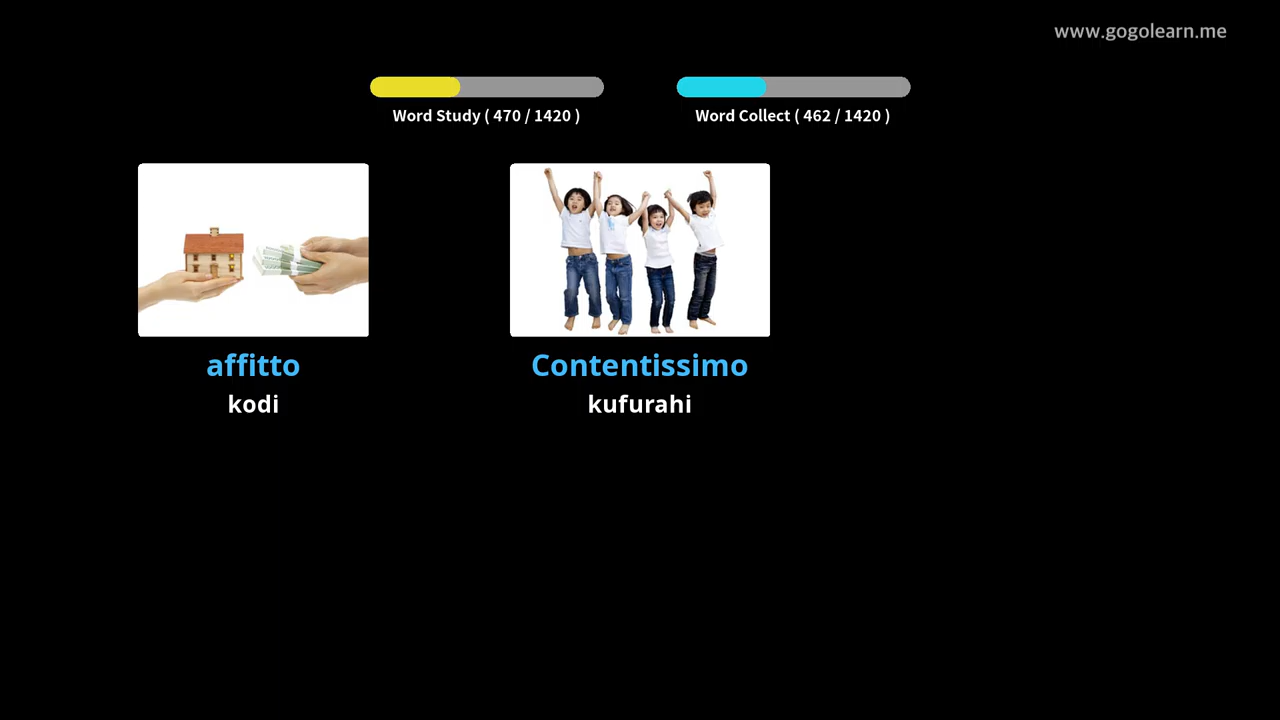 www.gogolearn.me
Word Study ( 470 / 1420 )
Word Collect ( 462 / 1420 )
affitto
kodi
Contentissimo
kufurahi